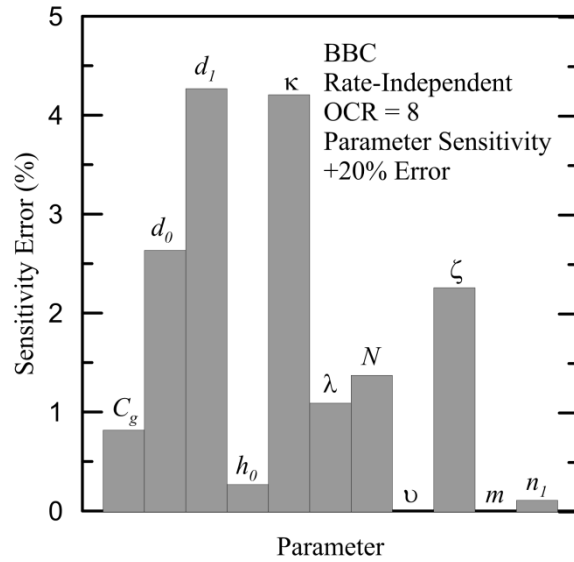 5
4
3
2
1
0
Sensitivity Error (%)
BBC
Rate-Independent
OCR = 8
Parameter Sensitivity
+20% Error
C_g
d_0
d_1
h_0
κ
λ
N
υ
ζ
m
n_1
Parameter